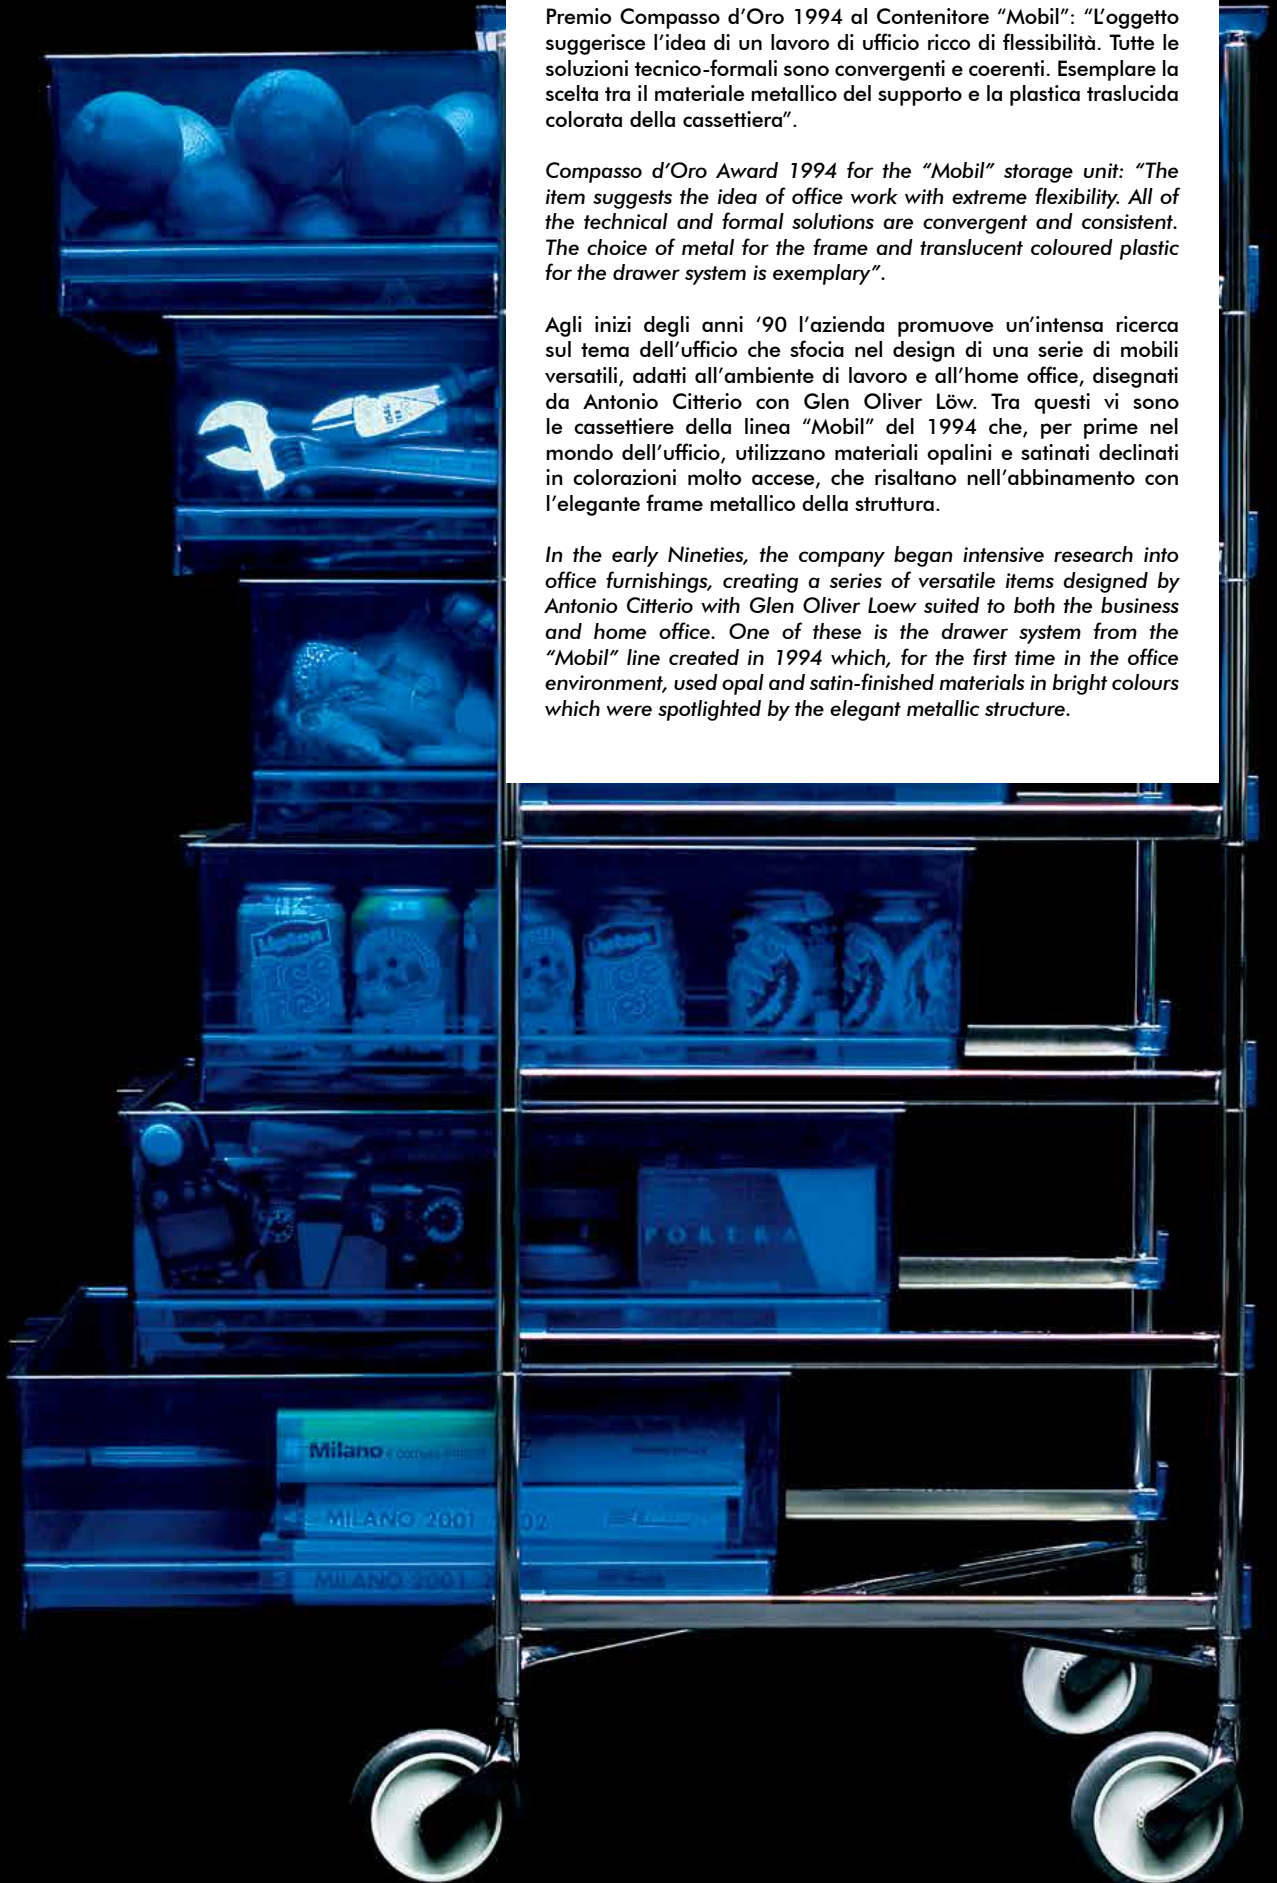 Premio Compasso d’Oro 1994 al Contenitore “Mobil”: “L’oggetto
suggerisce l’idea di un lavoro di ufficio ricco di flessibilità. Tutte le
soluzioni tecnico-formali sono convergenti e coerenti. Esemplare la
scelta tra il materiale metallico del supporto e la plastica traslucida
colorata della cassettiera”.
Compasso d’Oro Award 1994 for the “Mobil” storage unit: “The
item suggests the idea of office work with extreme flexibility. All of
the technical and formal solutions are convergent and consistent.
The choice of metal for the frame and translucent coloured plastic
for the drawer system is exemplary”.
Agli inizi degli anni ‘90 l’azienda promuove un’intensa ricerca
sul tema dell’ufficio che sfocia nel design di una serie di mobili
versatili, adatti all’ambiente di lavoro e all’home office, disegnati
da Antonio Citterio con Glen Oliver Löw. Tra questi vi sono
le cassettiere della linea “Mobil” del 1994 che, per prime nel
mondo dell’ufficio, utilizzano materiali opalini e satinati declinati
in colorazioni molto accese, che risaltano nell’abbinamento con
l’elegante frame metallico della struttura.
In the early Nineties, the company began intensive research into
office furnishings, creating a series of versatile items designed by
Antonio Citterio with Glen Oliver Loew suited to both the business
and home office. One of these is the drawer system from the
“Mobil” line created in 1994 which, for the first time in the office
environment, used opal and satin-finished materials in bright colours
which were spotlighted by the elegant metallic structure.
Lipton
Lipton
PORTRA
Milano
MILANO 2001 02
MILANO 2001 2